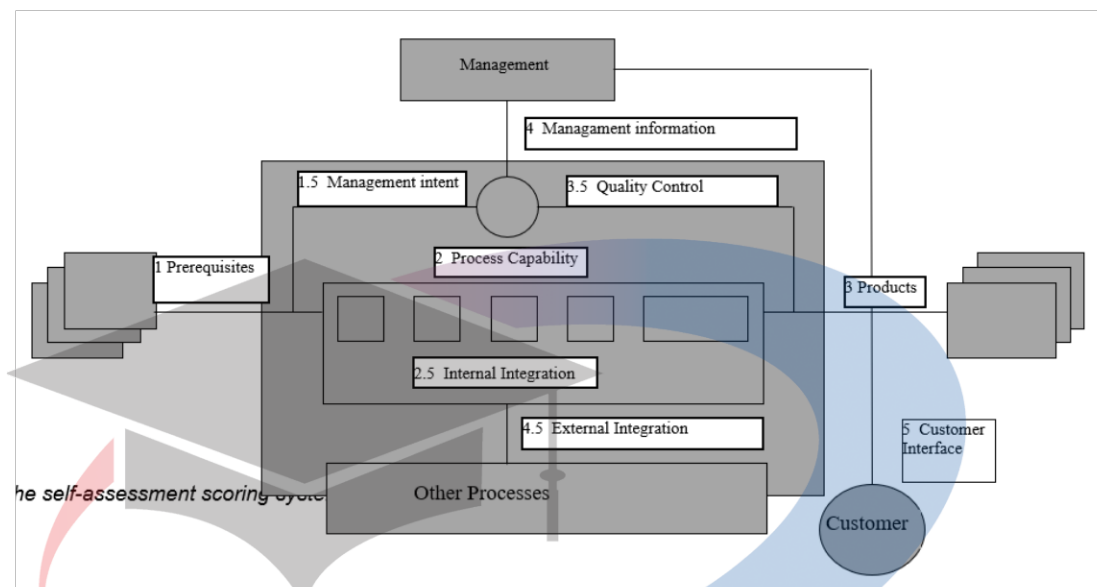 Management
4 Managament information
1.5 Management intent
3.5 Quality Control
2 Process Capability
1 Prerequisites
3 Products
2.5 Internal Integration
4.5 External Integration
5 Customer
Interface
he self-assessment scoring
Other Processes
Customer